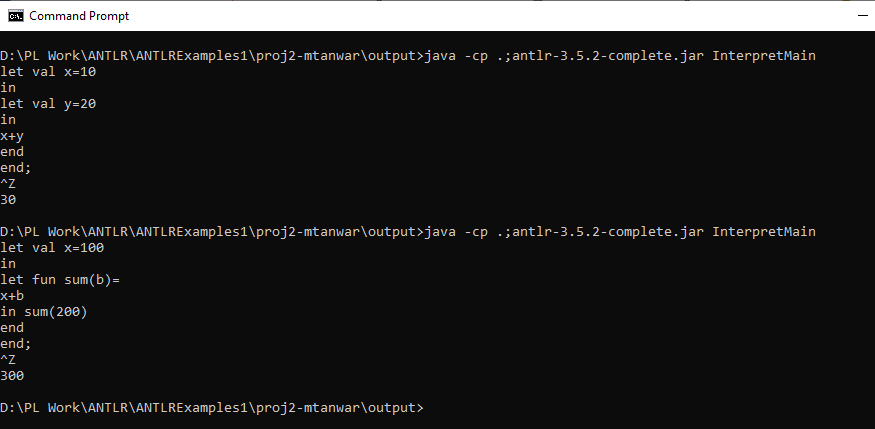 Command Prompt
D:\PL Work\ANTLR\ANTLRExamples1\proj2-mtanwar\output>java -cp .;antlr-3.5.2-complete.jar InterpretMain
let val x=10
in
let val y=20
in
x+y
end
end;
^Z
30
D:\PL Work\ANTLR\ANTLRExamples1\proj2-mtanwar\output>java -cp .;antlr-3.5.2-complete.jar InterpretMain
let val x=100
in
let fun sum(b)=
x+b
in sum(200)
end
end;
^Z
300
D:\PL Work\ANTLR\ANTLRExamples1\proj2-mtanwar\output>